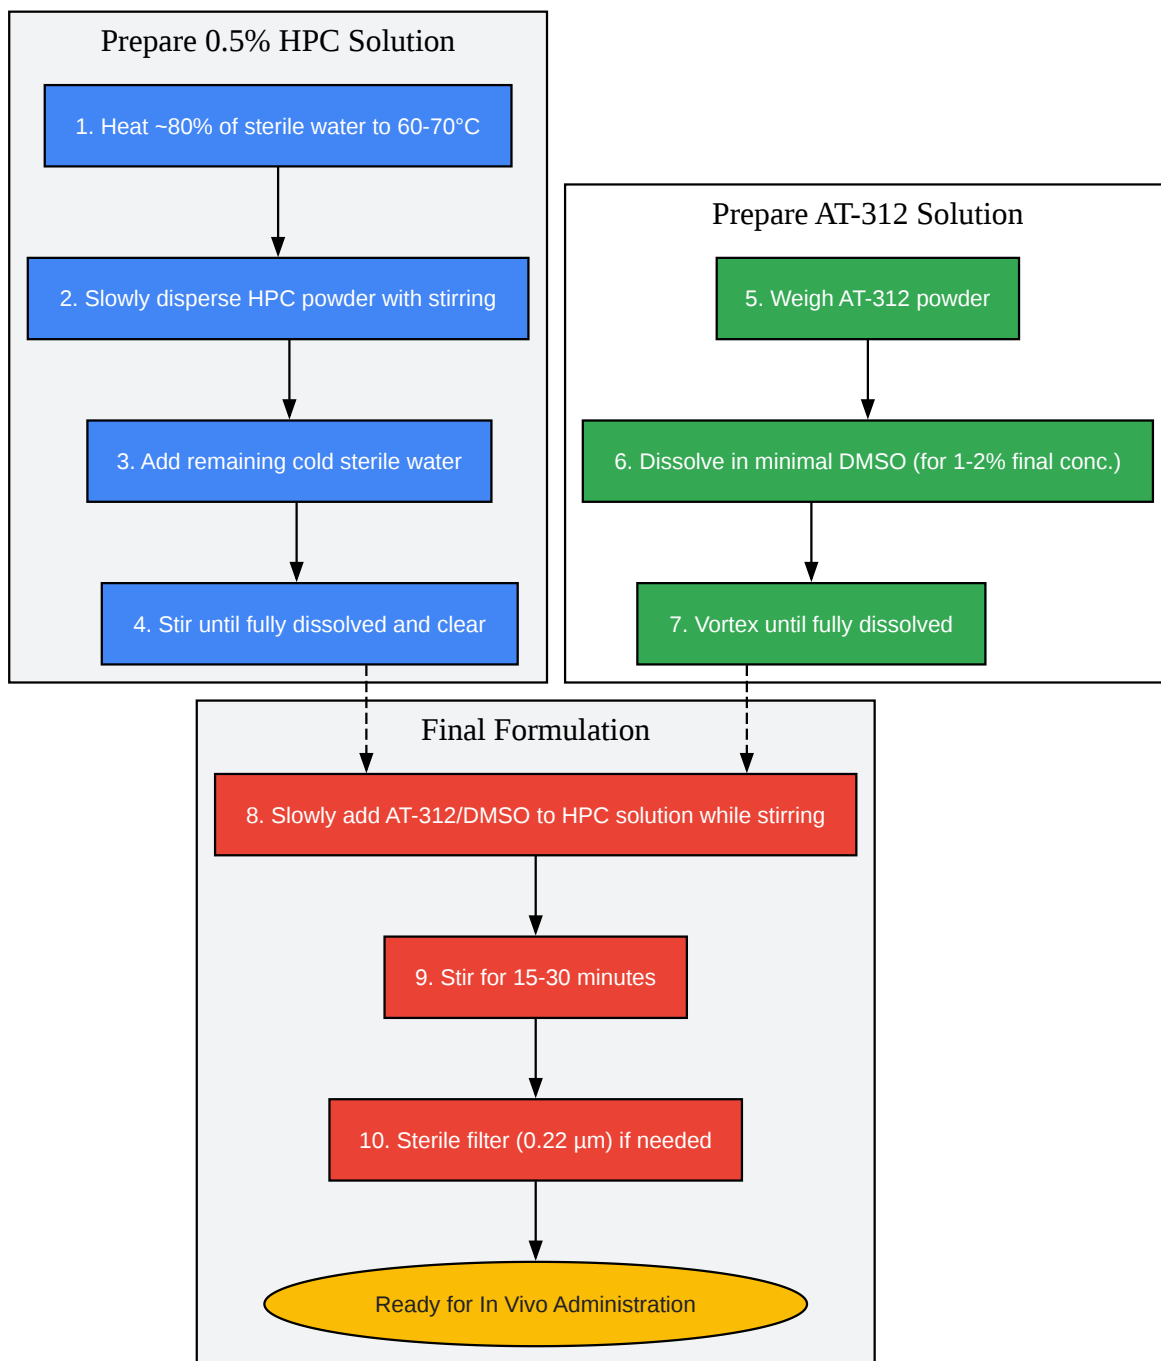 Prepare 0.5% HPC Solution
1. Heat ~80% of sterile water to 60-70°C
2. Slowly disperse HPC powder with stirring
3. Add remaining cold sterile water
4. Stir until fully dissolved and clear
Prepare AT-312 Solution
5. Weigh AT-312 powder
6. Dissolve in minimal DMSO (for 1-2% final conc.)
7. Vortex until fully dissolved
Final Formulation
8. Slowly add AT-312/DMSO to HPC solution while stirring
9. Stir for 15-30 minutes
10. Sterile filter (0.22 µm) if needed
Ready for In Vivo Administration